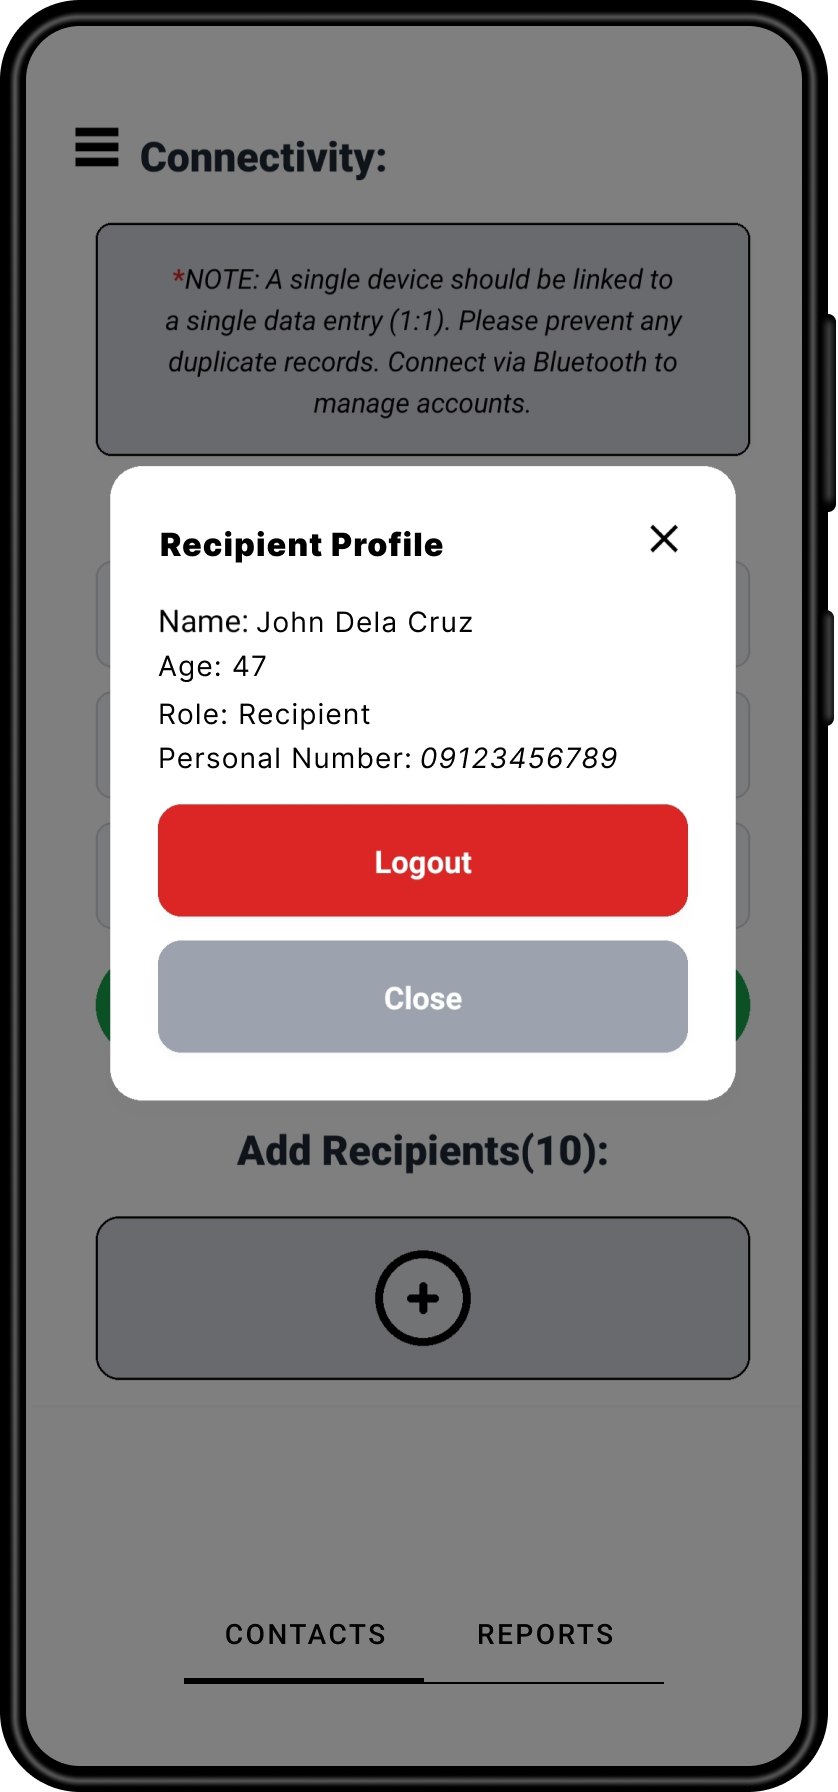 Connectivity:
*NOTE: A single device should be linked to
a single data entry (1:1). Please prevent any
duplicate records. Connect via Bluetooth to
manage accounts.
Recipient Profile
Name: John Dela Cruz
Age: 47
Role: Recipient
Personal Number: 09123456789
Logout
Close
Add Recipients(10):
CONTACTS REPORTS